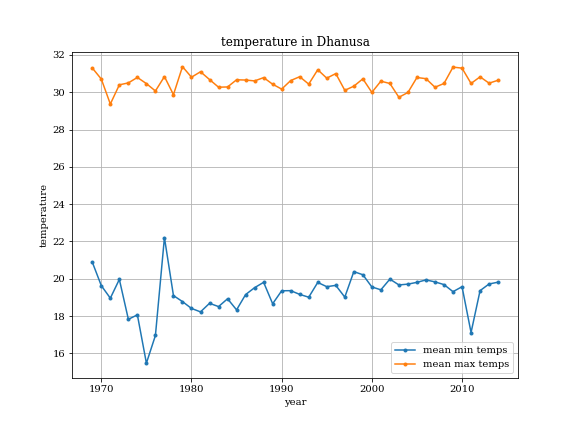 temperature in Dhanusa
32
30
28
26
24
22
20
18
16
temperature
1970 1980 1990 2000 2010
year
mean min temps
mean max temps